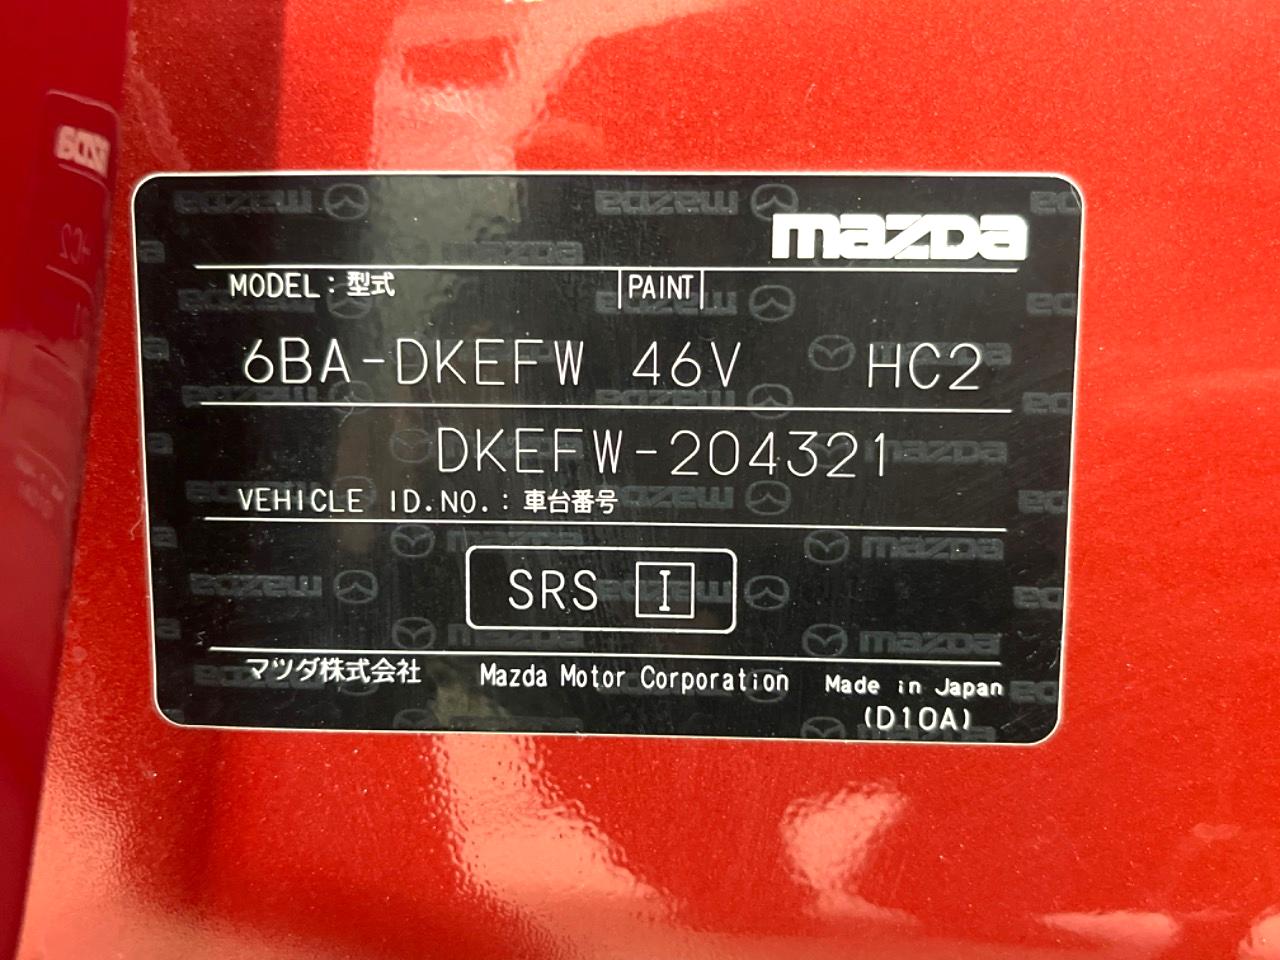 mazda
MODEL：型式 PAINT
6BA-DKEFW 46V HC2
DKEFW-204321
VEHICLE ID.NO.：車台番号
SRS I
マツダ株式会社 Mazda Motor Corporation Made in Japan
(D10A)